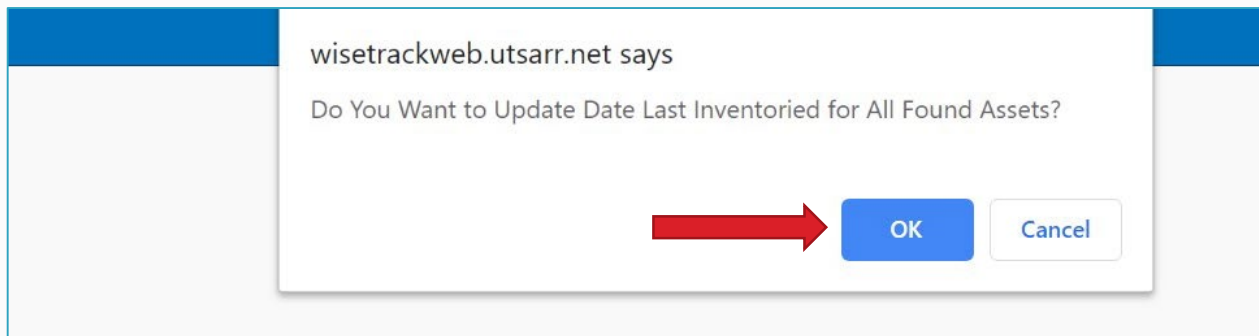 wisetrackweb.utsarr.net says
Do You Want to Update Date Last Inventoried for All Found Assets?
OK
Cancel